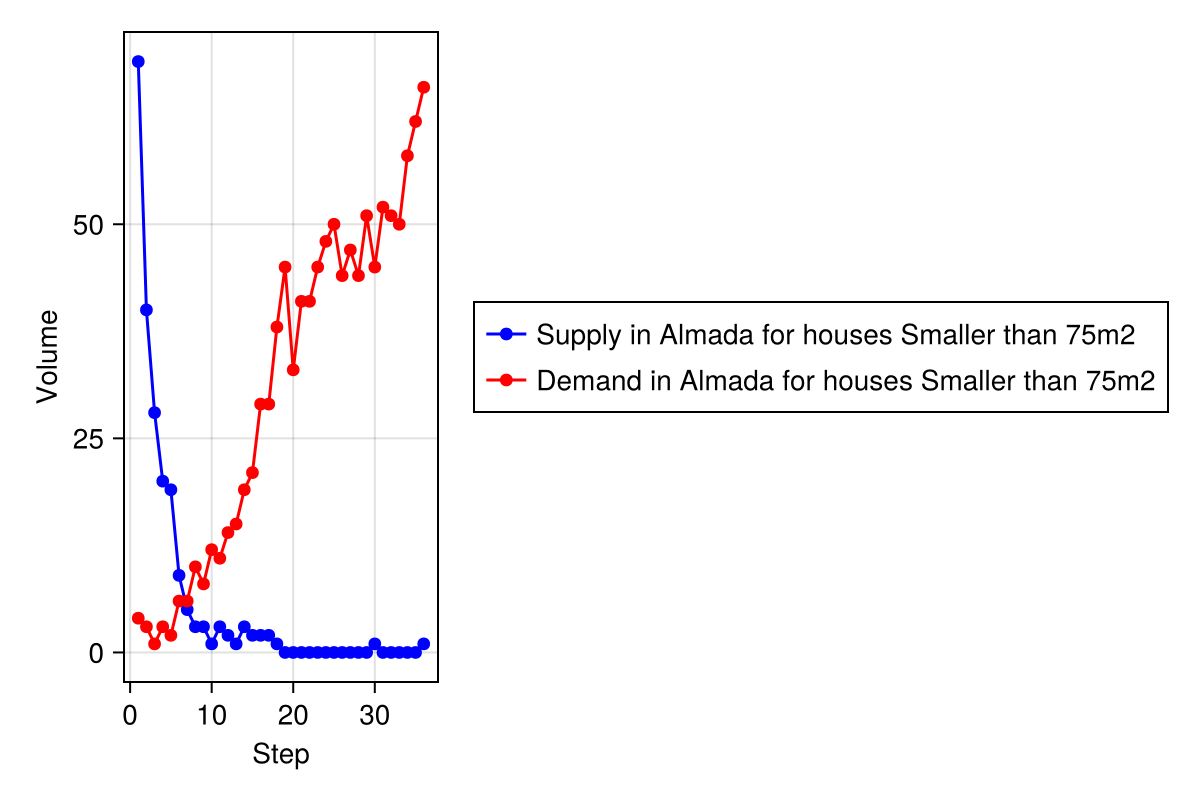 Volume
50
25
0
0 10 20 30
Step
Supply in Almada for houses Smaller than 75m2
Demand in Almada for houses Smaller than 75m2